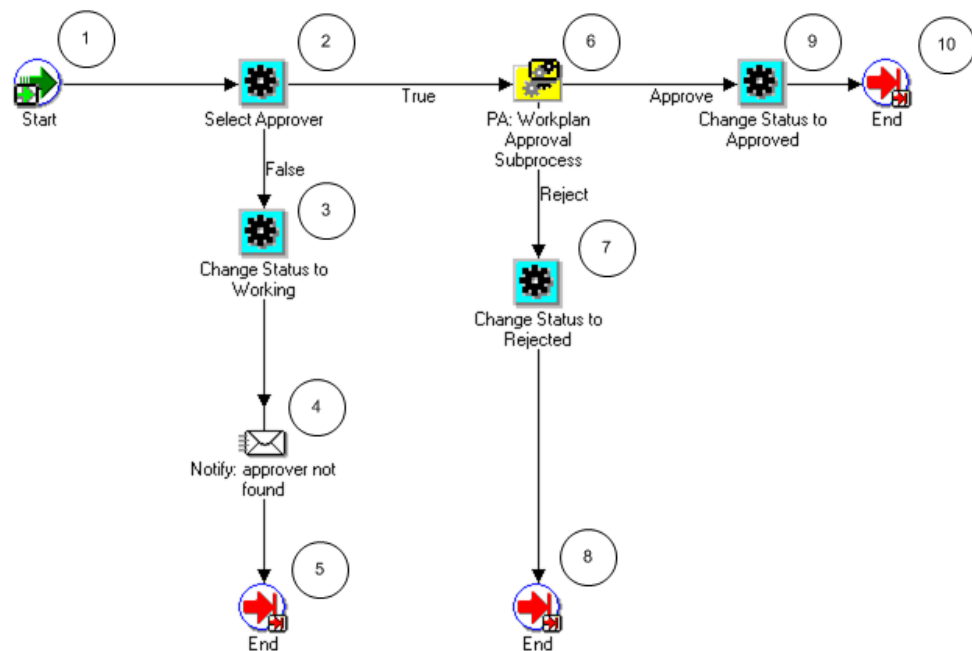 1
2
6
9
10
Start
Select Approver
True
PA: Workplan
Approval
Subprocess
Approve
Change Status to
Approved
End
False
3
Change Status to
Working
Reject
7
Change Status to
Rejected
4
Notify: approver not
found
5
End
8
End